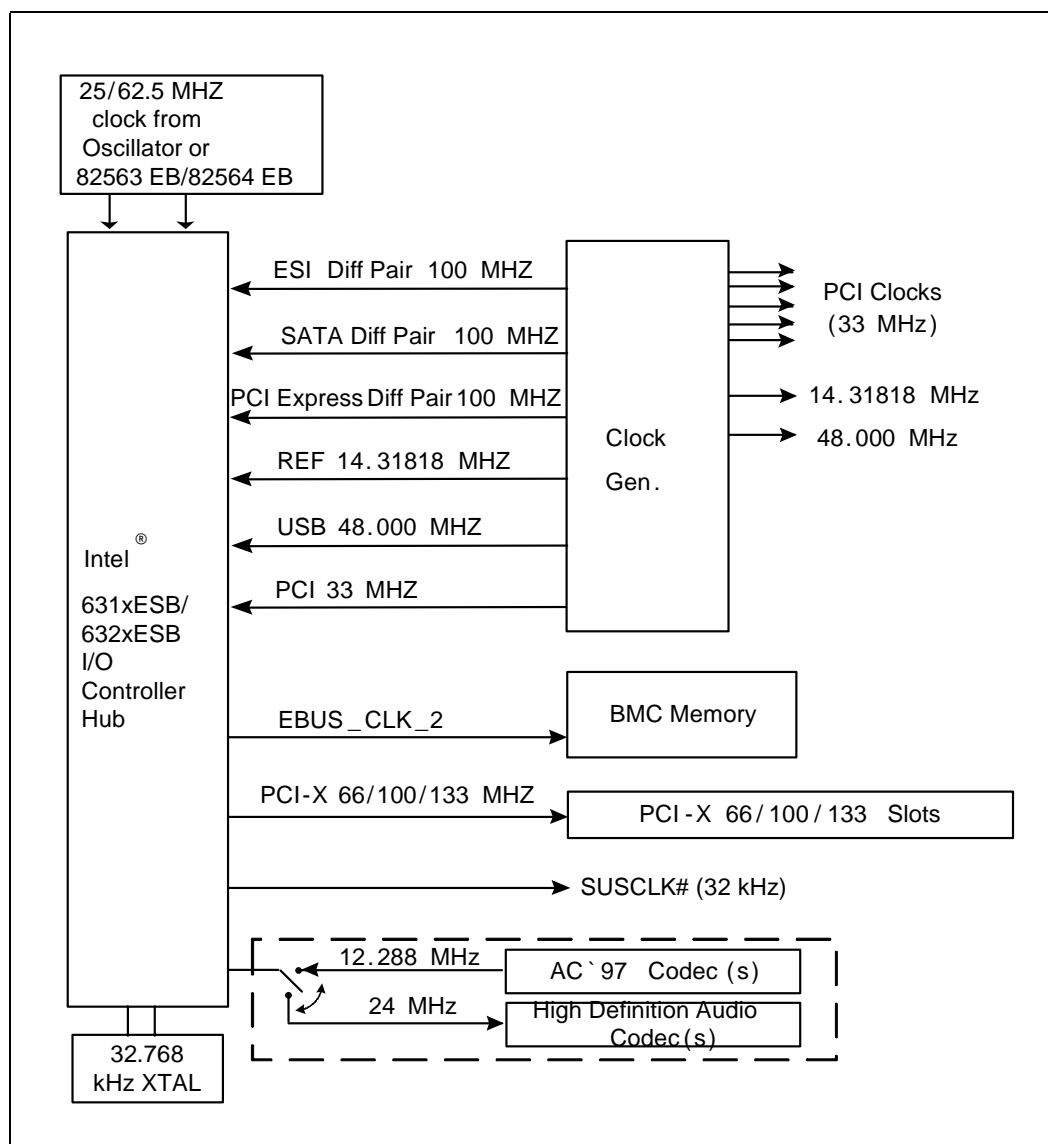 25/62.5 MHZ
clock from
Oscillator or
82563 EB/82564 EB
ESI Diff Pair 100 MHZ
SATA Diff Pair 100 MHZ
PCI Express Diff Pair 100 MHZ
REF 14.31818 MHZ
USB 48.000 MHZ
PCI 33 MHZ
Clock
Gen.
PCI Clocks
(33 MHz)
14.31818 MHz
48.000 MHz
Intel ®
631xESB/
632xESB
I/O
Controller
Hub
EBUS_CLK_2
BMC Memory
PCI-X 66/100/133 MHZ
PCI-X 66/100/133 Slots
SUSCLK# (32 kHz)
12.288 MHz
AC`97 Codec(s)
24 MHz
High Definition Audio
Codec(s)
32.768
kHz XTAL